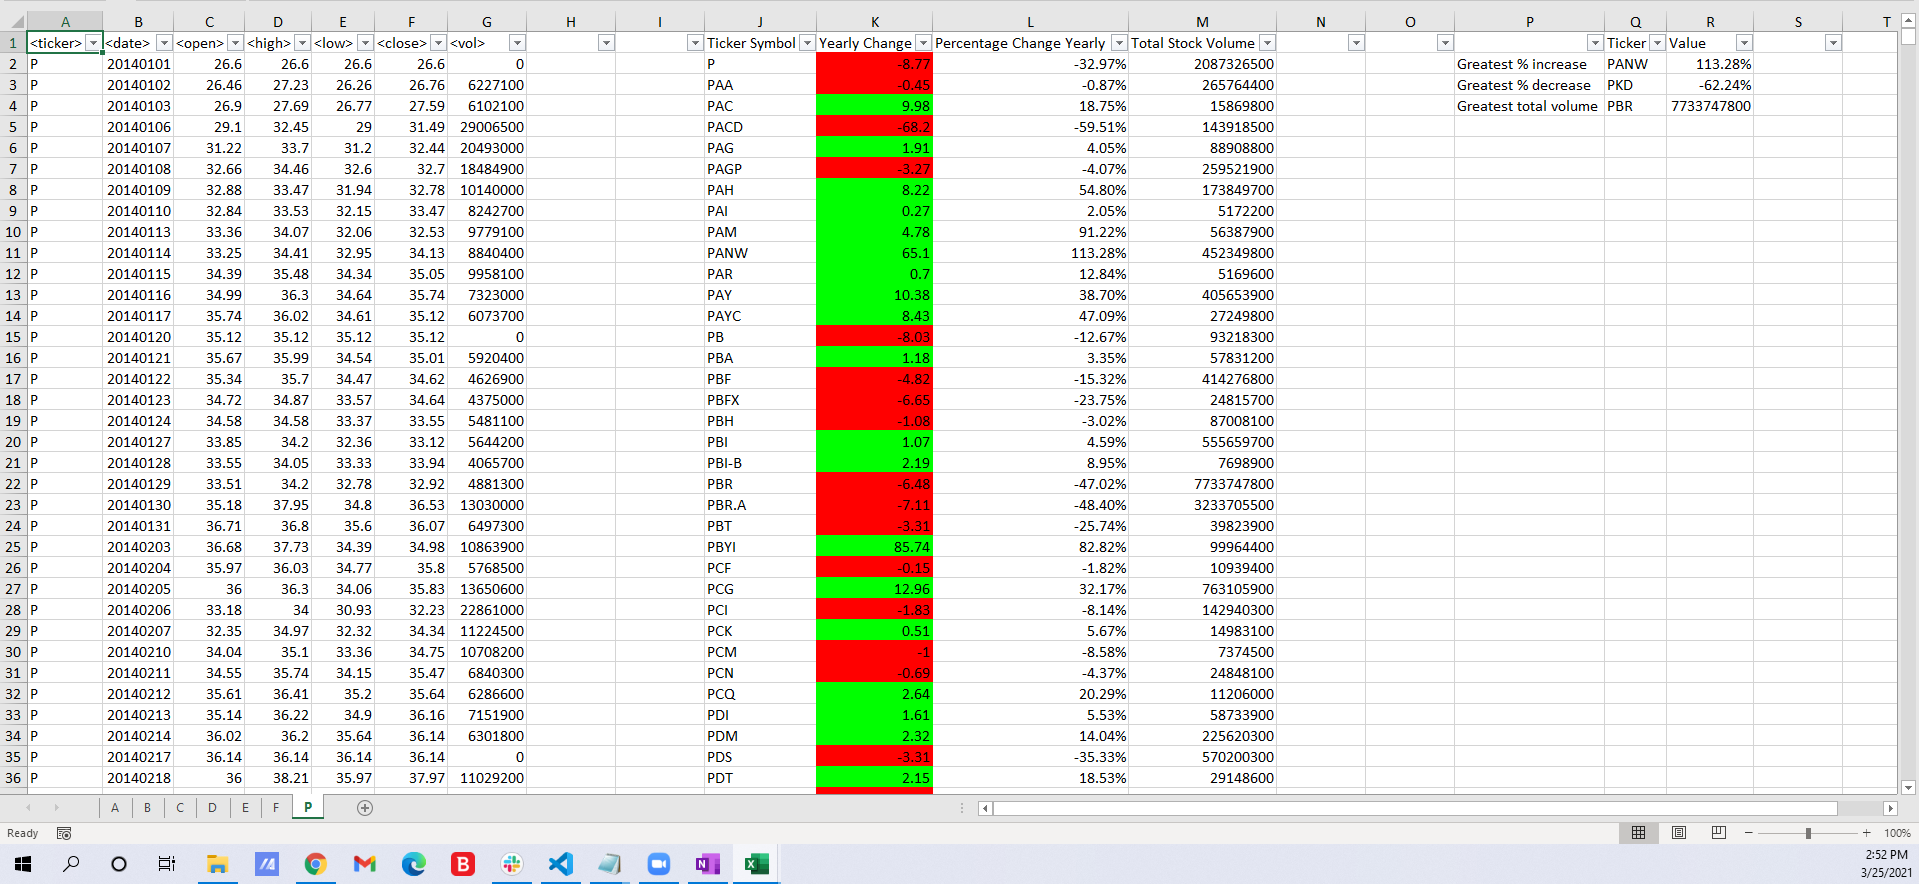 A B C D E F G H I J K L M N O P Q R S T
1 <ticker> <date> <open> <high> <low> <close> <vol> Ticker Symbol Yearly Change Percentage Change Yearly Total Stock Volume Ticker Value
2 P 20140101 26.6 26.6 26.6 26.6 0 P -8.77 -32.97% 2087326500 Greatest % increase PANW 113.28%
3 P 20140102 26.46 27.23 26.26 26.76 6227100 PAA -0.45 -0.87% 265764400 Greatest % decrease PKD -62.24%
4 P 20140103 26.9 27.69 26.77 27.59 6102100 PAC 9.98 18.75% 15869800 Greatest total volume PBR 7733747800
5 P 20140106 29.1 32.45 29 31.49 29006500 PACD -68.2 -59.51% 143918500
6 P 20140107 31.22 33.7 31.2 32.44 20493000 PAG 1.91 4.05% 88908800
7 P 20140108 32.66 34.46 32.6 32.7 18484900 PAGP -3.27 -4.07% 259521900
8 P 20140109 32.88 33.47 31.94 32.78 10140000 PAH 8.22 54.80% 173849700
9 P 20140110 32.84 33.53 32.15 33.47 8242700 PAI 0.27 2.05% 5172200
10 P 20140113 33.36 34.07 32.06 32.53 9779100 PAM 4.78 91.22% 56387900
11 P 20140114 33.25 34.41 32.95 34.13 8840400 PANW 65.1 113.28% 452349800
12 P 20140115 34.39 35.48 34.34 35.05 9958100 PAR 0.7 12.84% 5169600
13 P 20140116 34.99 36.3 34.64 35.74 7323000 PAY 10.38 38.70% 405653900
14 P 20140117 35.74 36.02 34.61 35.12 6073700 PAYC 8.43 47.09% 27249800
15 P 20140120 35.12 35.12 35.12 35.12 0 PB -8.03 -12.67% 93218300
16 P 20140121 35.67 35.99 34.54 35.01 5920400 PBA 1.18 3.35% 57831200
17 P 20140122 35.34 35.7 34.47 34.62 4626900 PBF -4.82 -15.32% 414276800
18 P 20140123 34.72 34.87 33.57 34.64 4375000 PBFX -6.65 -23.75% 24815700
19 P 20140124 34.58 34.58 33.37 33.55 5481100 PBH -1.08 -3.02% 87008100
20 P 20140127 33.85 34.2 32.36 33.12 5644200 PBI 1.07 4.59% 555659700
21 P 20140128 33.55 34.05 33.33 33.94 4065700 PBI-B 2.19 8.95% 7698900
22 P 20140129 33.51 34.2 32.78 32.92 4881300 PBR -6.48 -47.02% 7733747800
23 P 20140130 35.18 37.95 34.8 36.53 13030000 PBR.A -7.11 -48.40% 3233705500
24 P 20140131 36.71 36.8 35.6 36.07 6497300 PBT -3.31 -25.74% 39823900
25 P 20140203 36.68 37.73 34.39 34.98 10863900 PBYI 85.74 82.82% 99964400
26 P 20140204 35.97 36.03 34.77 35.8 5768500 PCF -0.15 -1.82% 10939400
27 P 20140205 36 36.3 34.06 35.83 13650600 PCG 12.96 32.17% 763105900
28 P 20140206 33.18 34 30.93 32.23 22861000 PCI -1.83 -8.14% 142940300
29 P 20140207 32.35 34.97 32.32 34.34 11224500 PCK 0.51 5.67% 14983100
30 P 20140210 34.04 35.1 33.36 34.75 10708200 PCM -1 -8.58% 7374500
31 P 20140211 34.55 35.74 34.15 35.47 6840300 PCN -0.69 -4.37% 24848100
32 P 20140212 35.61 36.41 35.2 35.64 6286600 PCQ 2.64 20.29% 11206000
33 P 20140213 35.14 36.22 34.9 36.16 7151900 PDI 1.61 5.53% 58733900
34 P 20140214 36.02 36.2 35.64 36.14 6301800 PDM 2.32 14.04% 225620300
35 P 20140217 36.14 36.14 36.14 36.14 0 PDS -3.31 -35.33% 570200300
36 P 20140218 36 38.21 35.97 37.97 11029200 PDT 2.15 18.53% 29148600
A B C D E F P
Ready 100%
2:52 PM
3/25/2021